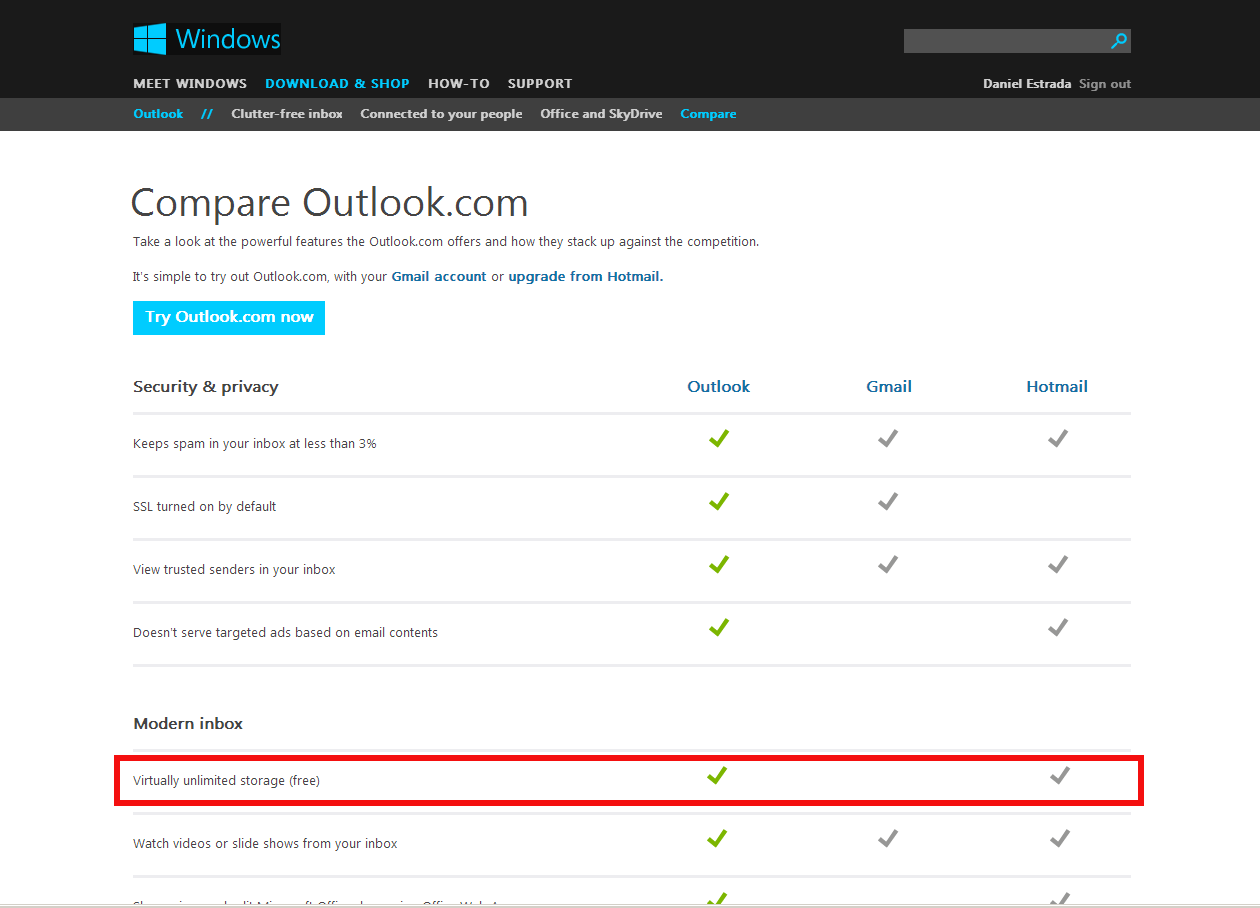 Windows
MEET WINDOWS DOWNLOAD & SHOP HOW-TO SUPPORT Daniel Estrada Sign out
Outlook // Clutter-free inbox Connected to your people Office and SkyDrive Compare
Compare Outlook.com
Take a look at the powerful features the Outlook.com offers and how they stack up against the competition.
It's simple to try out Outlook.com, with your Gmail account or upgrade from Hotmail.
Try Outlook.com now
Security & privacy Outlook Gmail Hotmail
Keeps spam in your inbox at less than 3%
SSL turned on by default
View trusted senders in your inbox
Doesn't serve targeted ads based on email contents
Modern inbox
Virtually unlimited storage (free)
Watch videos or slide shows from your inbox